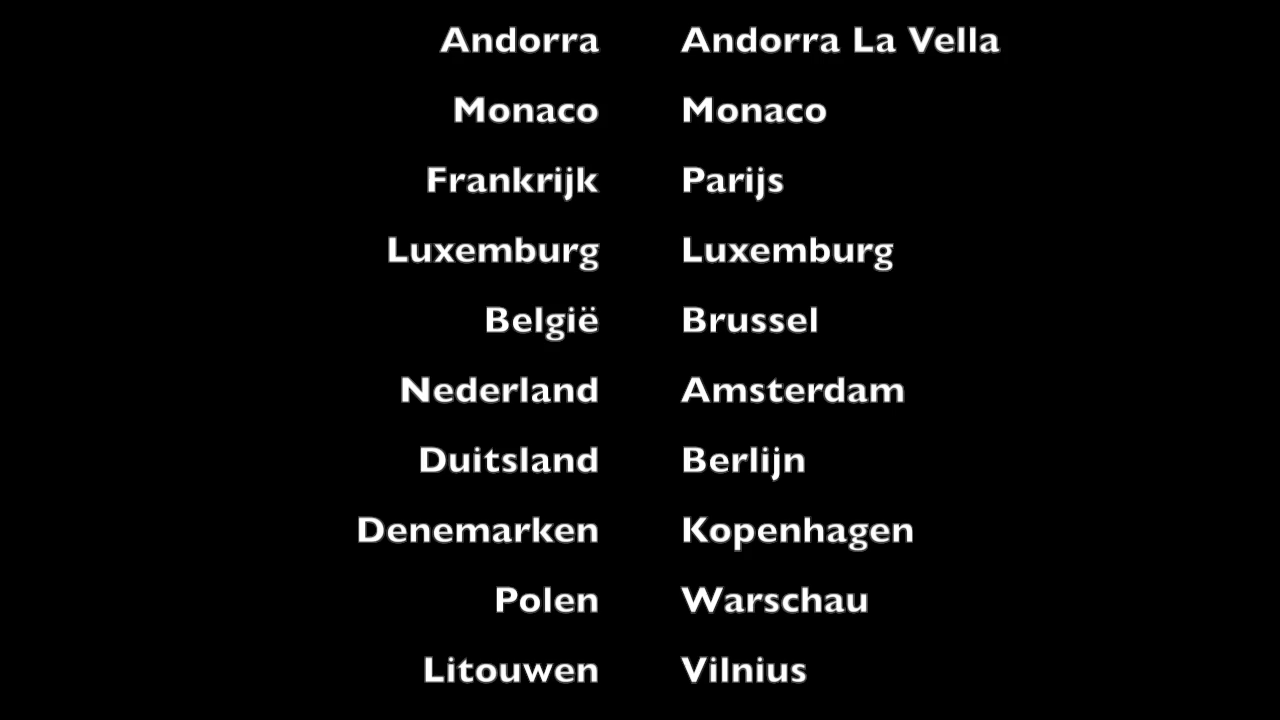 Andorra Andorra La Vella
Monaco Monaco
Frankrijk Parijs
Luxemburg Luxemburg
België Brussel
Nederland Amsterdam
Duitsland Berlijn
Denemarken Kopenhagen
Polen Warschau
Litouwen Vilnius